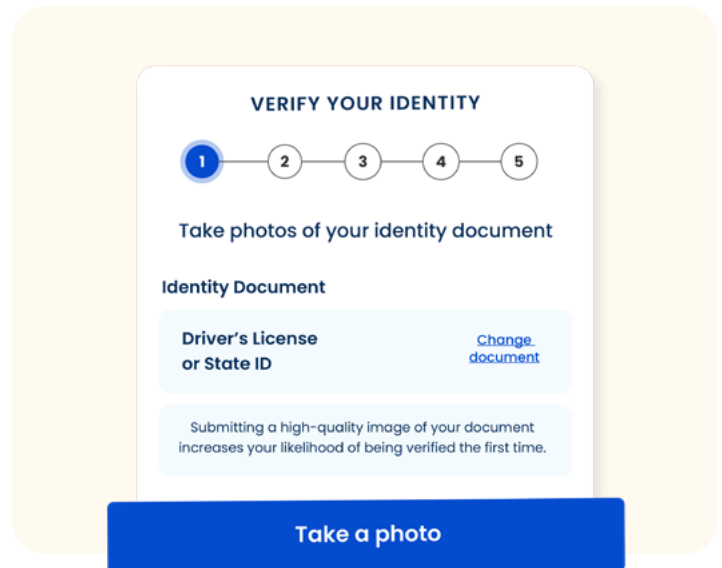 VERIFY YOUR IDENTITY
1 2 3 4 5
Take photos of your identity document
Identity Document
Driver’s License
or State ID
Change
document
Submitting a high-quality image of your document
increases your likelihood of being verified the first time.
Take a photo